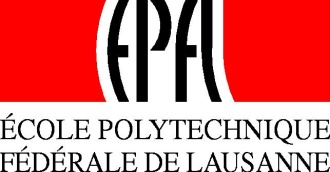 EPFL
ÉCOLE POLYTECHNIQUE
FÉDÉRALE DE LAUSANNE